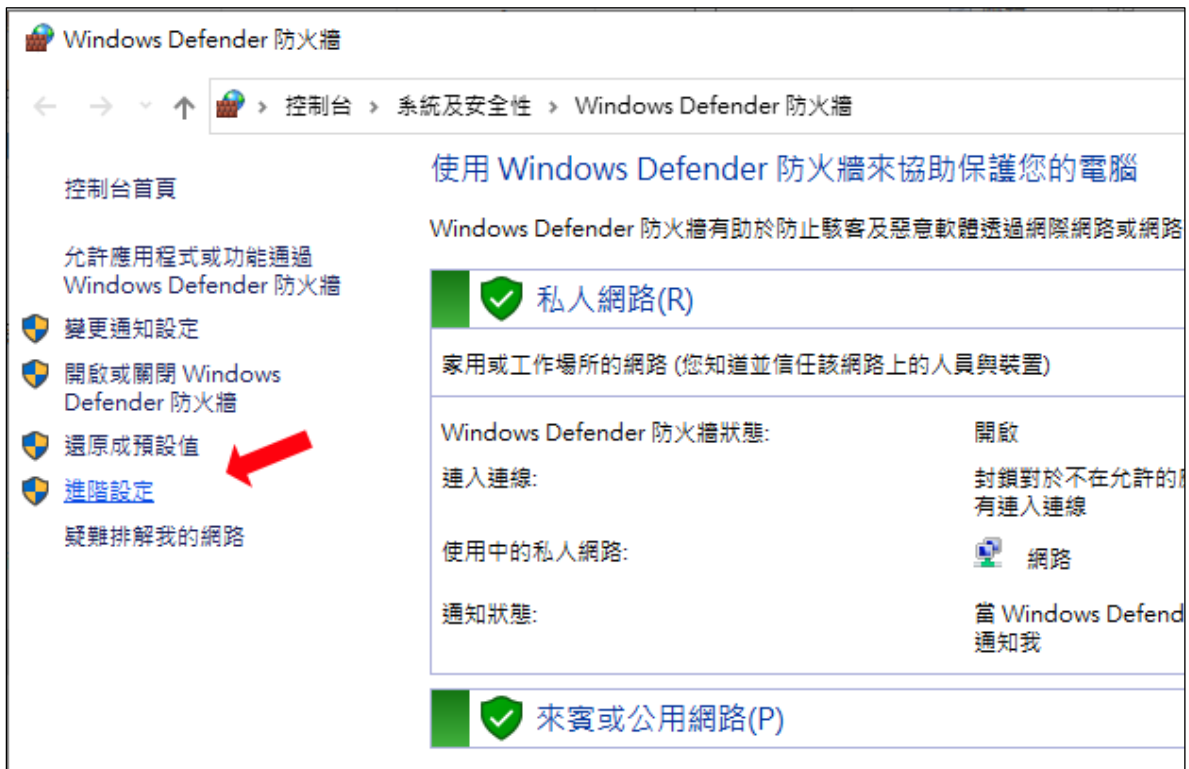 Windows Defender 防火牆
控制台 > 系統及安全性 > Windows Defender 防火牆
控制台首頁
允許應用程式或功能通過
Windows Defender 防火牆
變更通知設定
開啟或關閉 Windows
Defender 防火牆
還原成預設值
進階設定
疑難排解我的網路
使用 Windows Defender 防火牆來協助保護您的電腦
Windows Defender 防火牆有助於防止駭客及惡意軟體透過網際網路或網路
私人網路(R)
家用或工作場所的網路 (您知道並信任該網路上的人員與裝置)
Windows Defender 防火牆狀態:
開啟
連入連線:
封鎖對於不在允許的
有連入連線
使用中的私人網路:
網路
通知狀態:
當 Windows Defend
通知我
來賓或公用網路(P)